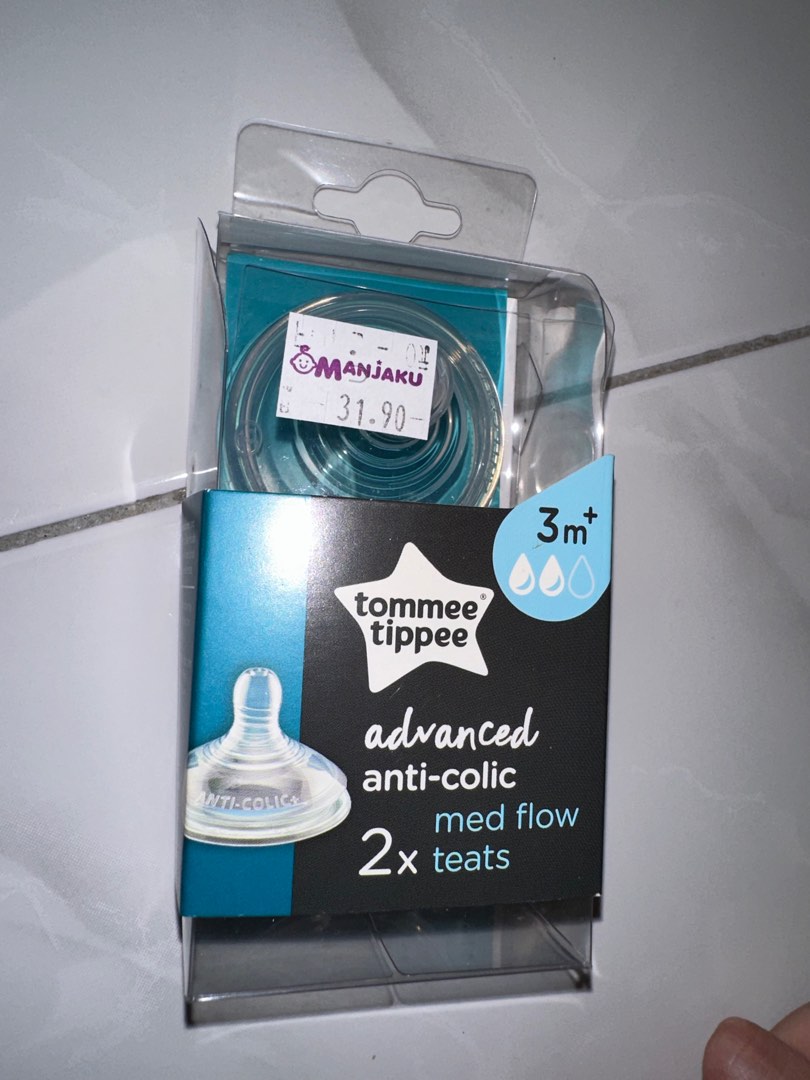 MANJAKU
31.90-
3m+
tommee
tippee®
advanced
anti-colic
med flow
2x teats
ANTI-COLIC+